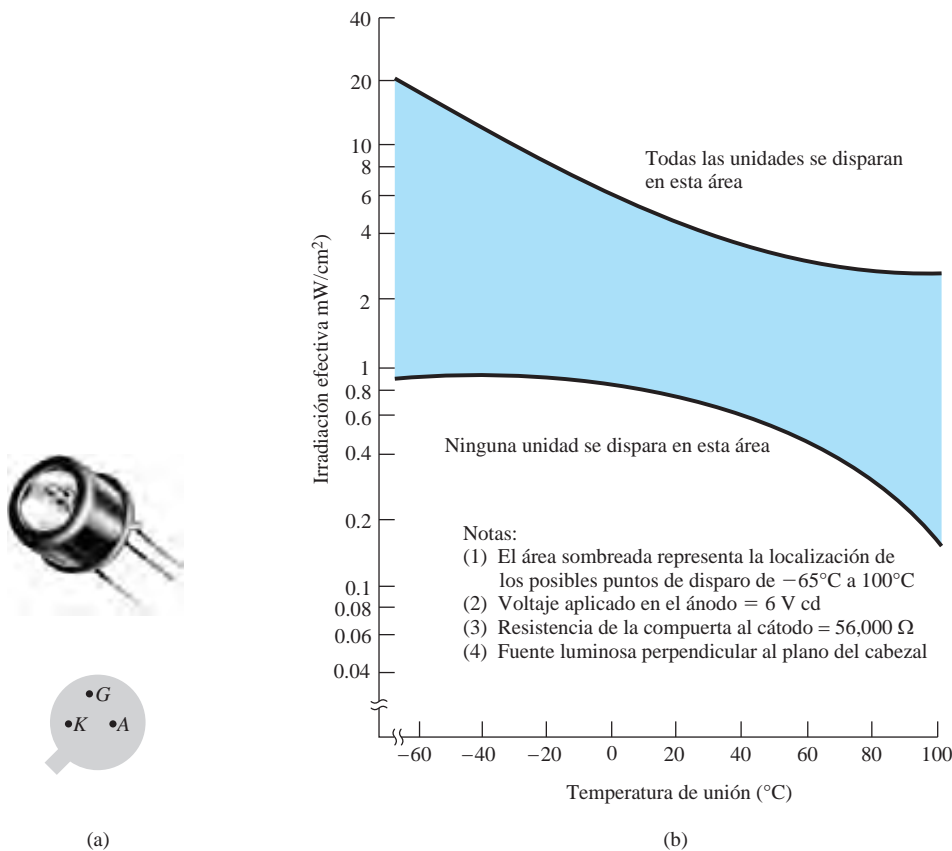 40
20
10
8
6
4
2
1
0.8
0.6
0.4
0.2
0.1
0.08
0.06
0.04
Irradiación efectiva mW/cm²
Todas las unidades se disparan
en esta área
Ninguna unidad se dispara en esta área
Notas:
(1) El área sombreada representa la localización de
los posibles puntos de disparo de −65°C a 100°C
(2) Voltaje aplicado en el ánodo = 6 V cd
(3) Resistencia de la compuerta al cátodo = 56,000 Ω
(4) Fuente luminosa perpendicular al plano del cabezal
−60 −40 −20 0 20 40 60 80 100
Temperatura de unión (°C)
G
K A
(a) (b)